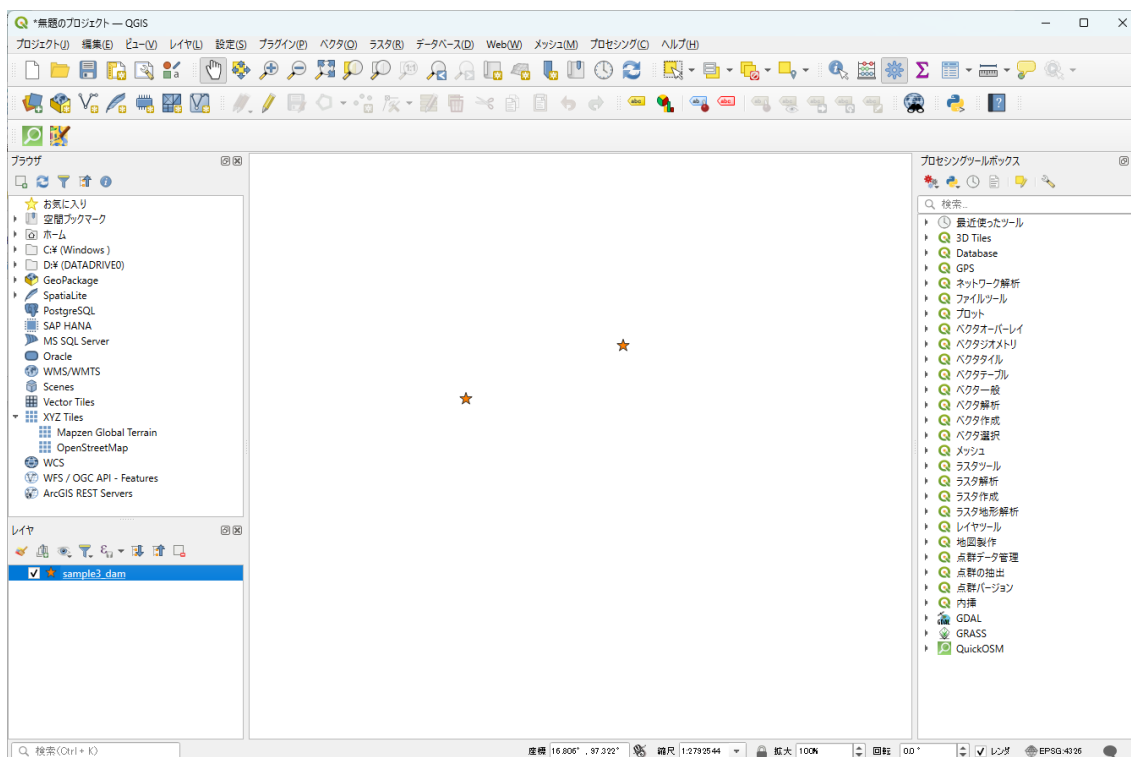 *無題のプロジェクト — QGIS
プロジェクト(J) 編集(E) ビュー(V) レイヤ(L) 設定(S) プラグイン(P) ベクタ(O) ラスタ(R) データベース(D) Web(W) メッシュ(M) プロセシング(C) ヘルプ(H)
ブラウザ
お気に入り
空間ブックマーク
ホーム
C:¥ (Windows )
D:¥ (DATADRIVE0)
GeoPackage
SpatiaLite
PostgreSQL
SAP HANA
MS SQL Server
Oracle
WMS/WMTS
Scenes
Vector Tiles
XYZ Tiles
Mapzen Global Terrain
OpenStreetMap
WCS
WFS / OGC API - Features
ArcGIS REST Servers
レイヤ
sample3_dam
プロセシングツールボックス
検索...
最近使ったツール
3D Tiles
Database
GPS
ネットワーク解析
ファイルツール
プロット
ベクタオーバーレイ
ベクタジオメトリ
ベクタタイル
ベクタテーブル
ベクタ一般
ベクタ解析
ベクタ作成
ベクタ選択
メッシュ
ラスタツール
ラスタ解析
ラスタ作成
ラスタ地形解析
レイヤツール
地図製作
点群データ管理
点群の抽出
点群バージョン
内挿
GDAL
GRASS
QuickOSM
検索(Ctrl + K) 座標 16.806° , 97.322° 縮尺 1:2792544 拡大 100% 回転 0.0 ° レンダ EPSG:4326